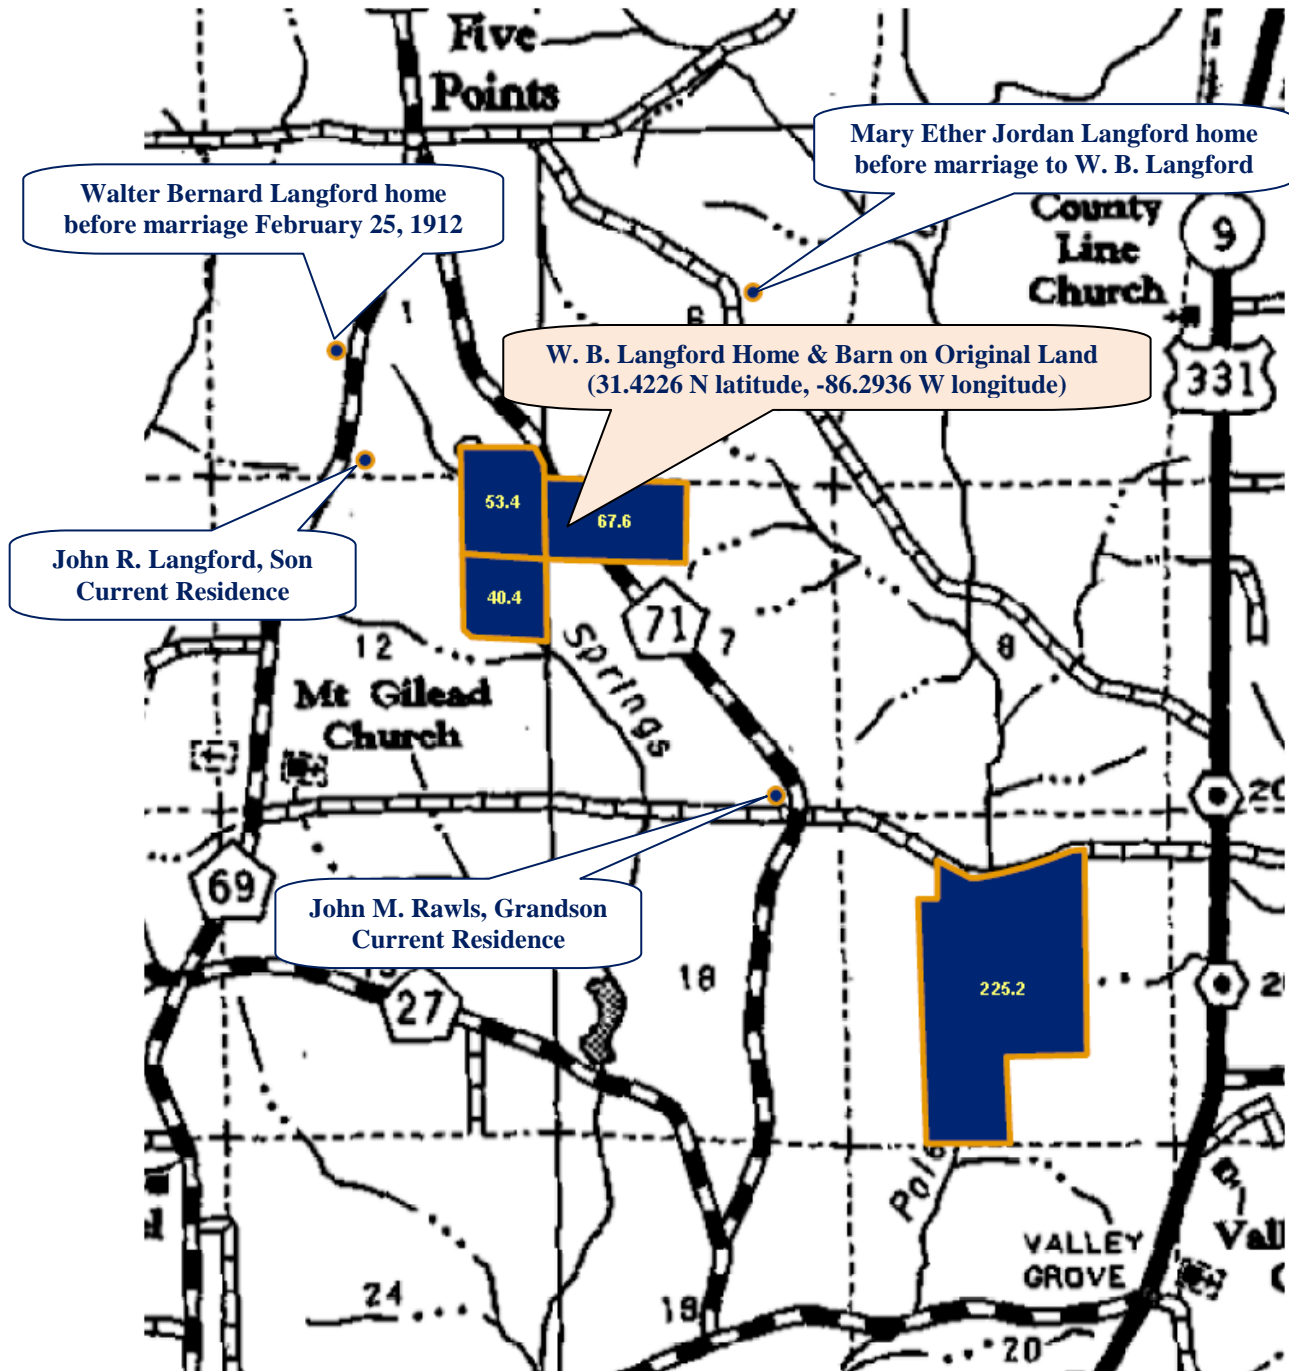 Five
Points
Mary Ether Jordan Langford home
before marriage to W. B. Langford
Walter Bernard Langford home
before marriage February 25, 1912
County
Line
Church
9
1
6
W. B. Langford Home & Barn on Original Land
(31.4226 N latitude, -86.2936 W longitude)
331
53.4
67.6
John R. Langford, Son
Current Residence
40.4
71
7
8
12
Springs
Mt Gilead
Church
20
69
John M. Rawls, Grandson
Current Residence
18
27
225.2
2
Pole
VALLEY
GROVE
Vall
24
19
20